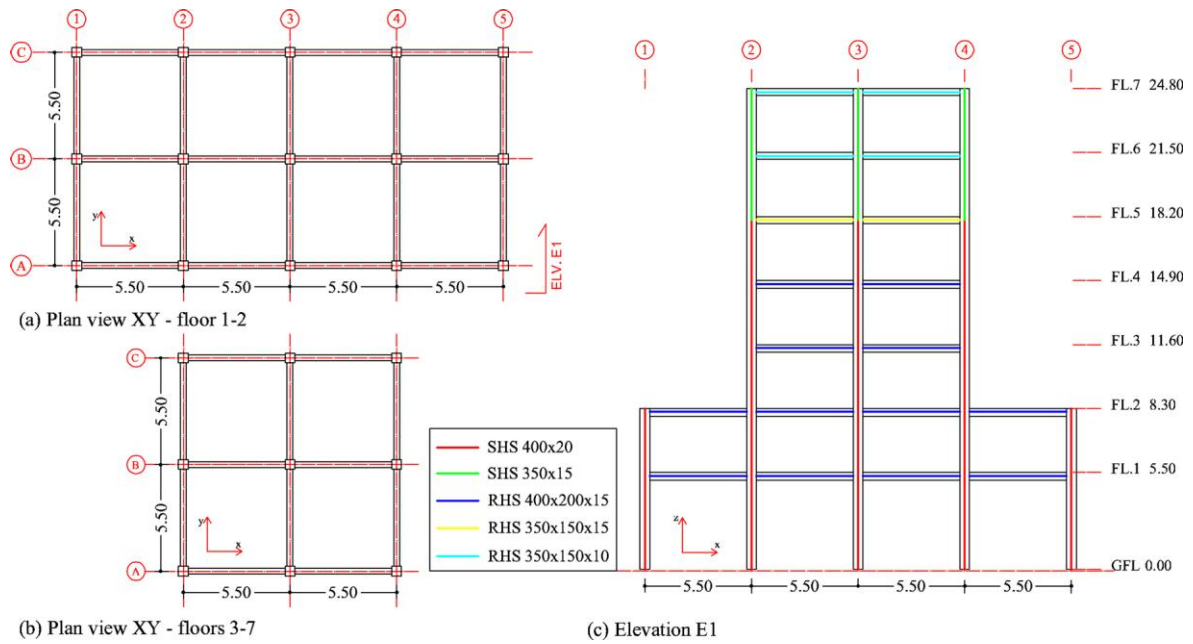 1 2 3 4 5
C
B
A
5.50
5.50
y
x
5.50 5.50 5.50 5.50
ELV. E1
(a) Plan view XY - floor 1-2
C
B
A
5.50
5.50
y
x
5.50 5.50
(b) Plan view XY - floors 3-7
SHS 400x20
SHS 350x15
RHS 400x200x15
RHS 350x150x15
RHS 350x150x10
1 2 3 4 5
FL.7 24.80
FL.6 21.50
FL.5 18.20
FL.4 14.90
FL.3 11.60
FL.2 8.30
FL.1 5.50
GFL 0.00
z
x
5.50 5.50 5.50 5.50
(c) Elevation E1